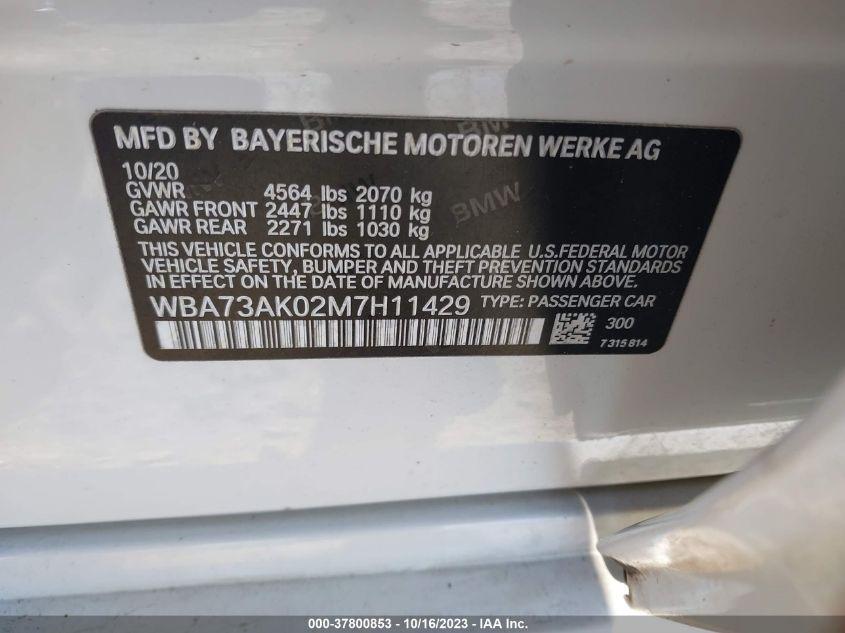 MFD BY BAYERISCHE MOTOREN WERKE AG
10/20
GVWR 4564 lbs 2070 kg
GAWR FRONT 2447 lbs 1110 kg
GAWR REAR 2271 lbs 1030 kg
THIS VEHICLE CONFORMS TO ALL APPLICABLE U.S.FEDERAL MOTOR
VEHICLE SAFETY, BUMPER AND THEFT PREVENTION STANDARDS
IN EFFECT ON THE DATE OF MANUFACTURE SHOWN ABOVE.
WBA73AK02M7H11429 TYPE: PASSENGER CAR
300
7315814
BMW
BMW
000-37800853 - 10/16/2023 - IAA Inc.